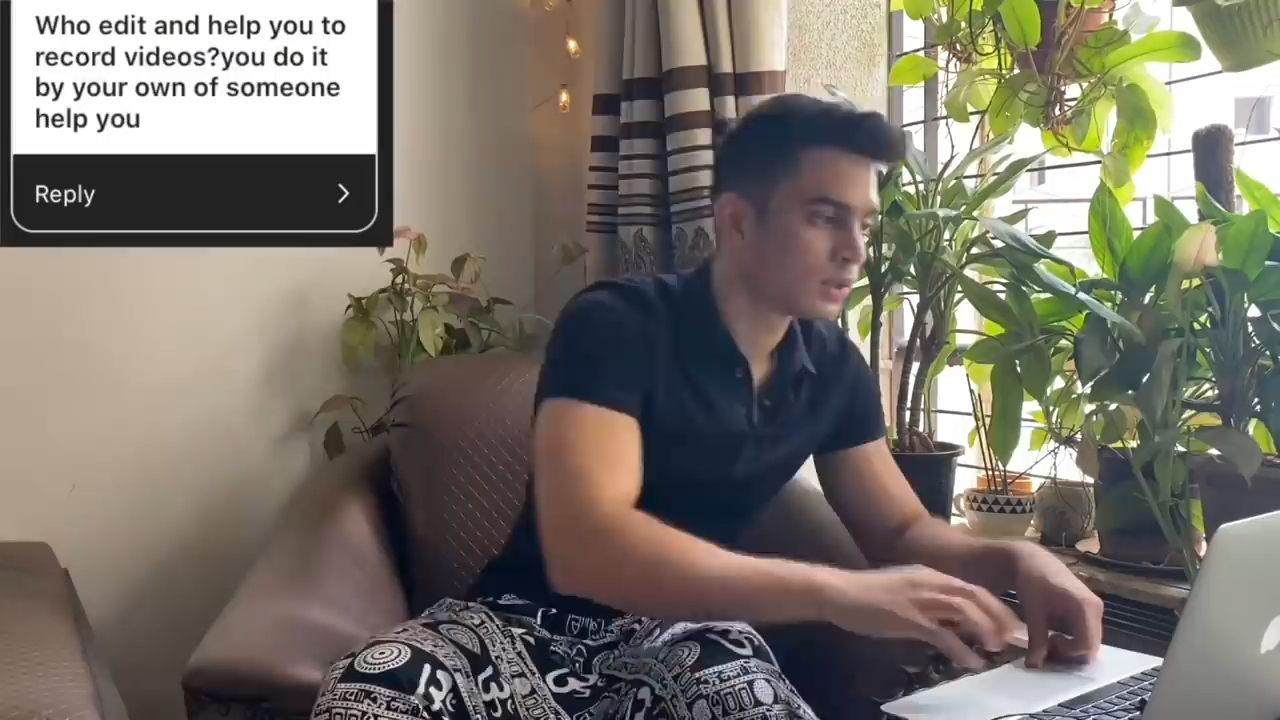 Who edit and help you to
record videos?you do it
by your own of someone
help you
Reply